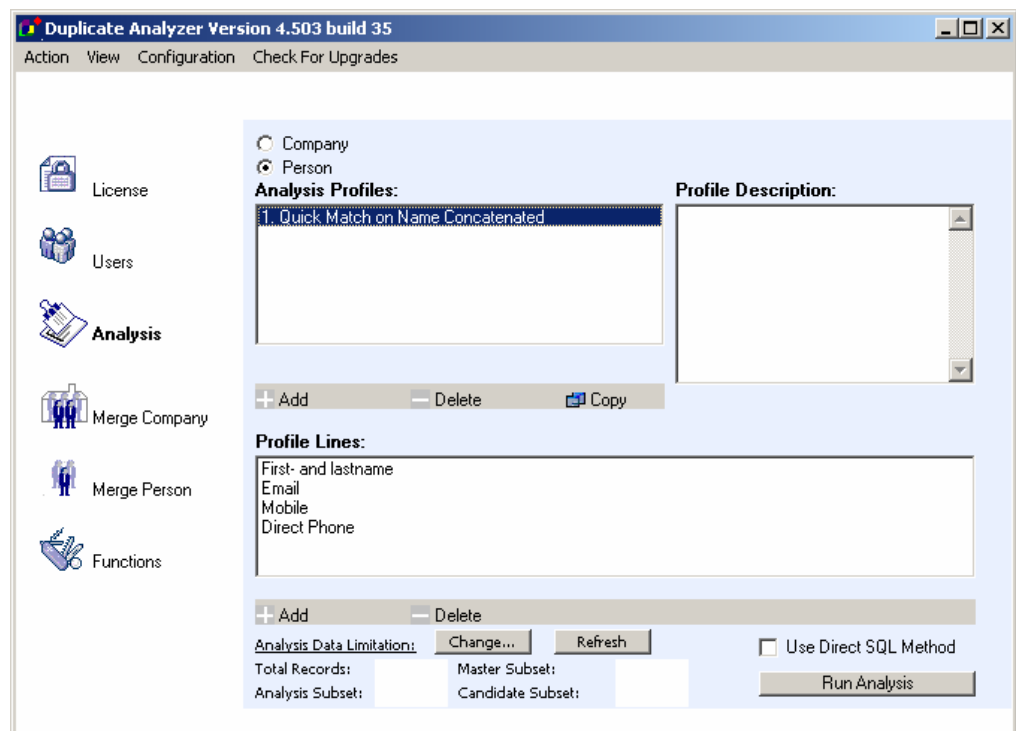 Duplicate Analyzer Version 4.503 build 35
Action View Configuration Check For Upgrades
License
Users
Analysis
Merge Company
Merge Person
Functions
Company
Person
Analysis Profiles:
1. Quick Match on Name Concatenated
Profile Description:
Add Delete Copy
Profile Lines:
First- and lastname
Email
Mobile
Direct Phone
Add Delete
Analysis Data Limitation: Change... Refresh
Use Direct SQL Method
Total Records: Master Subset:
Analysis Subset: Candidate Subset:
Run Analysis